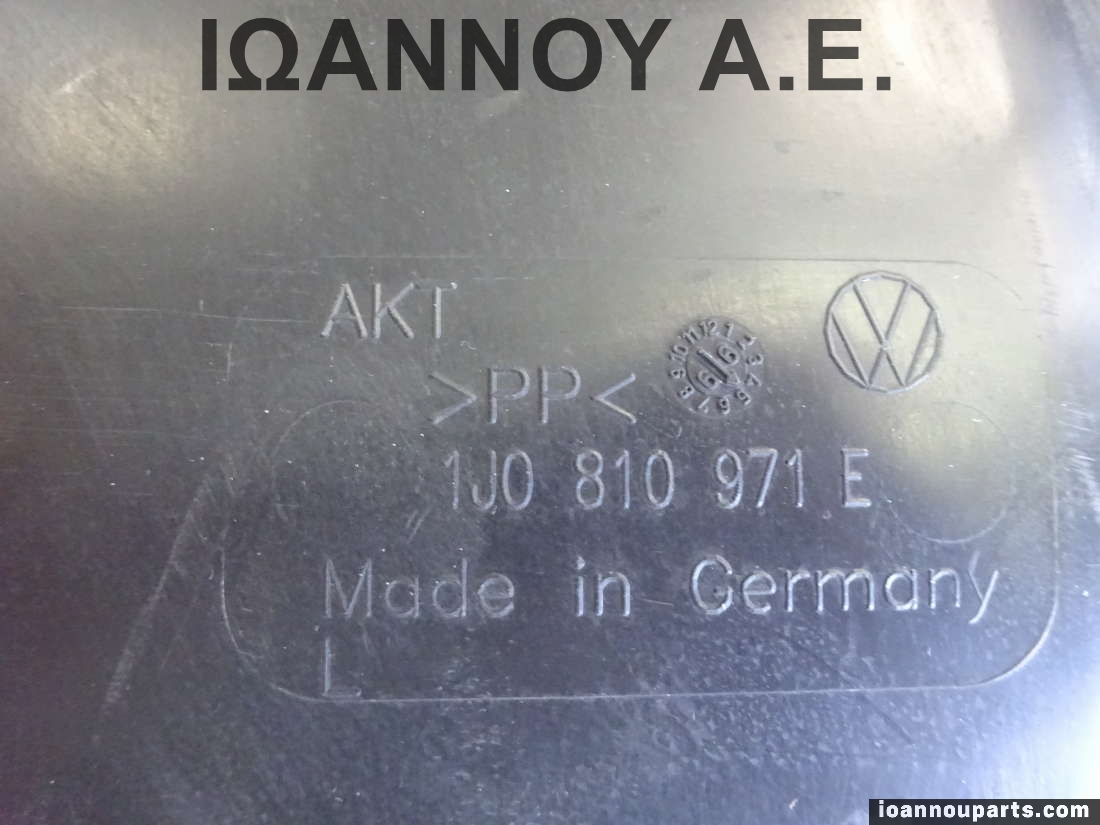 ΙΩΑΝΝΟΥ Α.Ε.
AKT
>PP<
1J0 810 971 E
Made in Germany
L
ioannouparts.com